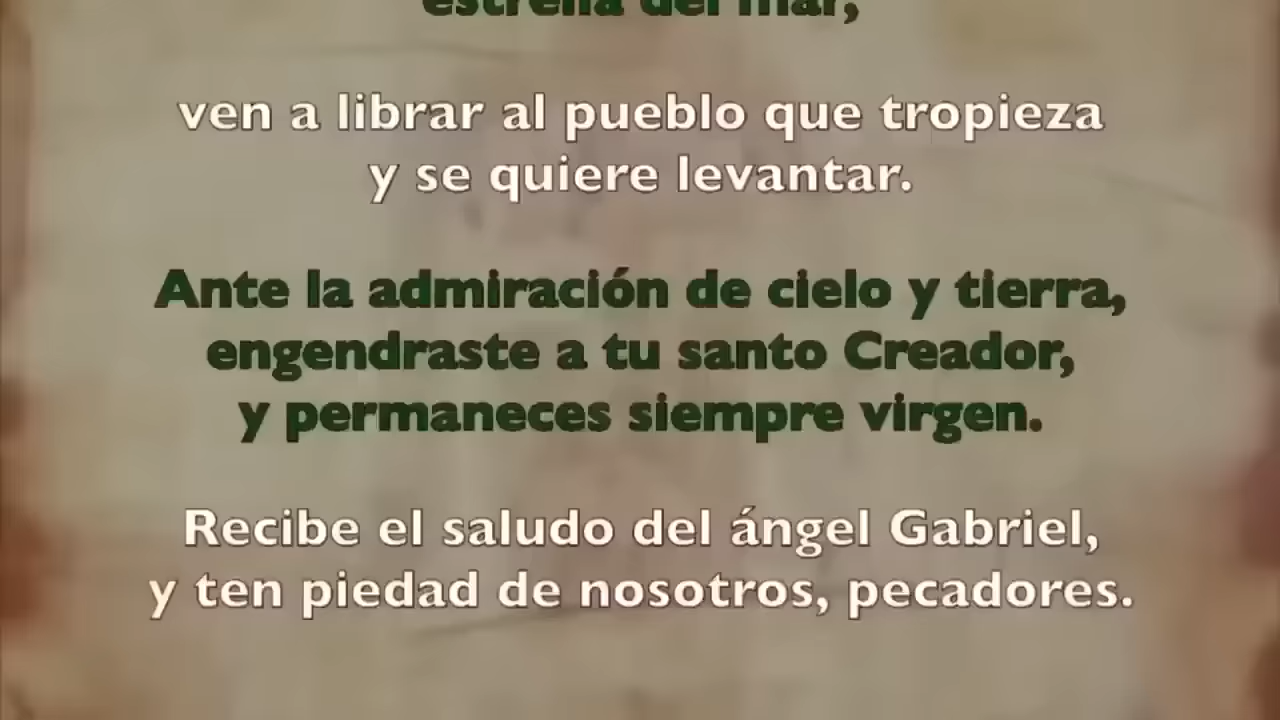 estrella del mar,
ven a librar al pueblo que tropieza
y se quiere levantar.
Ante la admiración de cielo y tierra,
engendraste a tu santo Creador,
y permaneces siempre virgen.
Recibe el saludo del ángel Gabriel,
y ten piedad de nosotros, pecadores.